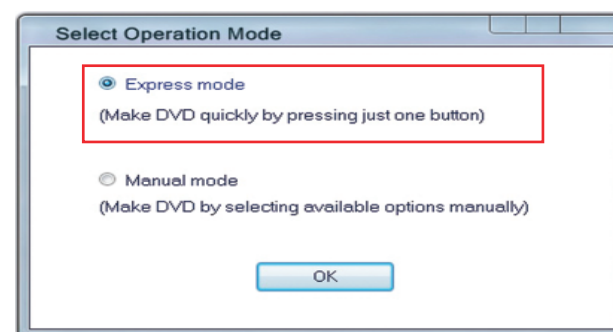 Select Operation Mode
Express mode
(Make DVD quickly by pressing just one button)
Manual mode
(Make DVD by selecting available options manually)
OK